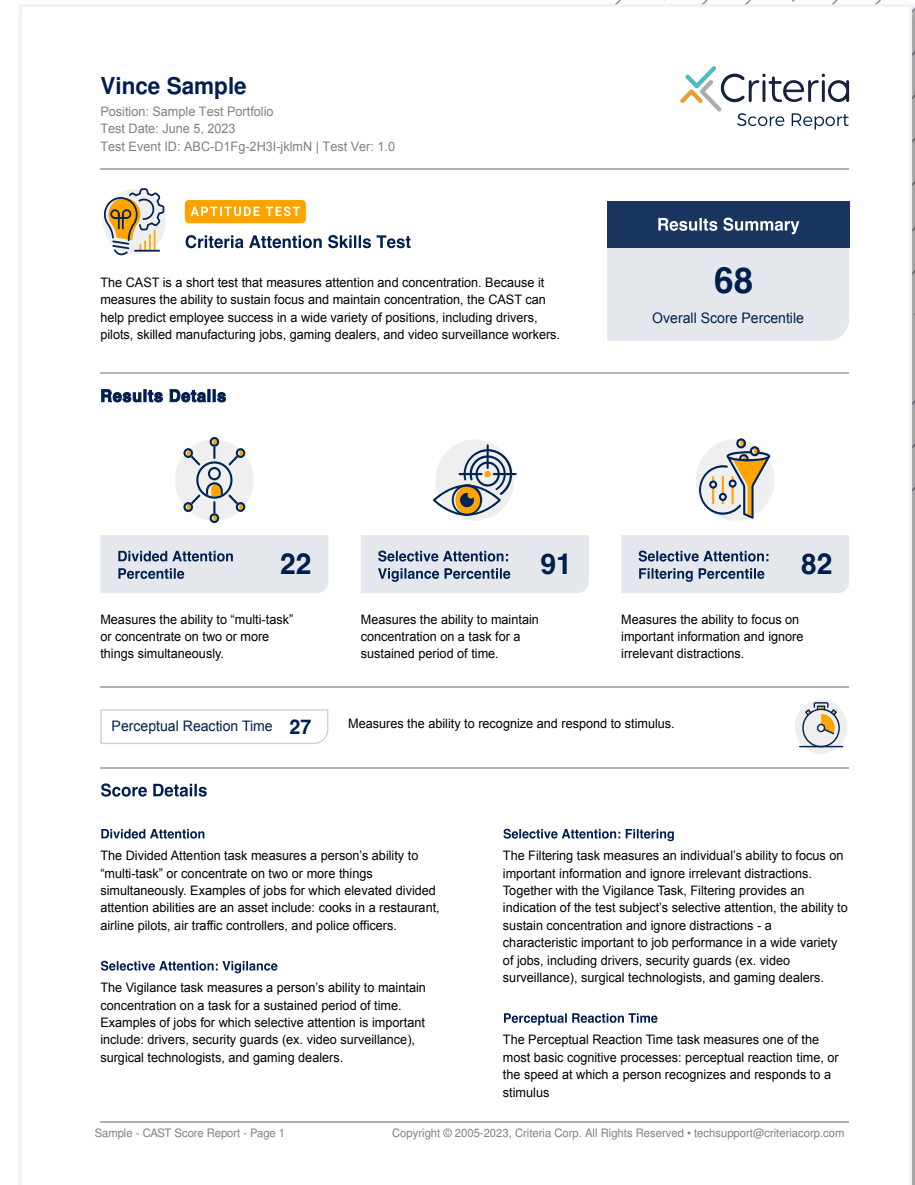 Vince Sample
Position: Sample Test Portfolio
Test Date: June 5, 2023
Test Event ID: ABC-D1Fg-2H3I-jklmN | Test Ver: 1.0
Criteria
Score Report
APTITUDE TEST
Criteria Attention Skills Test
The CAST is a short test that measures attention and concentration. Because it
measures the ability to sustain focus and maintain concentration, the CAST can
help predict employee success in a wide variety of positions, including drivers,
pilots, skilled manufacturing jobs, gaming dealers, and video surveillance workers.
Results Summary
68
Overall Score Percentile
Results Details
Divided Attention
Percentile
22
Measures the ability to “multi-task”
or concentrate on two or more
things simultaneously.
Selective Attention:
Vigilance Percentile
91
Measures the ability to maintain
concentration on a task for a
sustained period of time.
Selective Attention:
Filtering Percentile
82
Measures the ability to focus on
important information and ignore
irrelevant distractions.
Perceptual Reaction Time 27
Measures the ability to recognize and respond to stimulus.
Score Details
Divided Attention
The Divided Attention task measures a person’s ability to
“multi-task” or concentrate on two or more things
simultaneously. Examples of jobs for which elevated divided
attention abilities are an asset include: cooks in a restaurant,
airline pilots, air traffic controllers, and police officers.
Selective Attention: Vigilance
The Vigilance task measures a person’s ability to maintain
concentration on a task for a sustained period of time.
Examples of jobs for which selective attention is important
include: drivers, security guards (ex. video surveillance),
surgical technologists, and gaming dealers.
Selective Attention: Filtering
The Filtering task measures an individual’s ability to focus on
important information and ignore irrelevant distractions.
Together with the Vigilance Task, Filtering provides an
indication of the test subject’s selective attention, the ability to
sustain concentration and ignore distractions - a
characteristic important to job performance in a wide variety
of jobs, including drivers, security guards (ex. video
surveillance), surgical technologists, and gaming dealers.
Perceptual Reaction Time
The Perceptual Reaction Time task measures one of the
most basic cognitive processes: perceptual reaction time, or
the speed at which a person recognizes and responds to a
stimulus
Sample - CAST Score Report - Page 1
Copyright © 2005-2023, Criteria Corp. All Rights Reserved • techsupport@criteriacorp.com